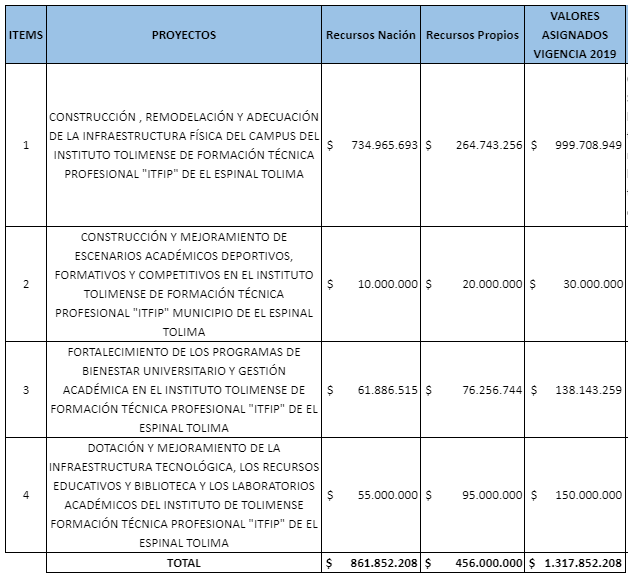 ITEMS PROYECTOS Recursos Nación Recursos Propios VALORES ASIGNADOS VIGENCIA 2019
1
CONSTRUCCIÓN , REMODELACIÓN Y ADECUACIÓN
DE LA INFRAESTRUCTURA FÍSICA DEL CAMPUS DEL
INSTITUTO TOLIMENSE DE FORMACIÓN TÉCNICA
PROFESIONAL "ITFIP" DE EL ESPINAL TOLIMA
$ 734.965.693 $ 264.743.256 $ 999.708.949
2
CONSTRUCCIÓN Y MEJORAMIENTO DE
ESCENARIOS ACADÉMICOS DEPORTIVOS,
FORMATIVOS Y COMPETITIVOS EN EL INSTITUTO
TOLIMENSE DE FORMACIÓN TÉCNICA
PROFESIONAL "ITFIP" MUNICIPIO DE EL ESPINAL
TOLIMA
$ 10.000.000 $ 20.000.000 $ 30.000.000
3
FORTALECIMIENTO DE LOS PROGRAMAS DE
BIENESTAR UNIVERSITARIO Y GESTIÓN
ACADÉMICA EN EL INSTITUTO TOLIMENSE DE
FORMACIÓN TÉCNICA PROFESIONAL "ITFIP" DE EL
ESPINAL TOLIMA
$ 61.886.515 $ 76.256.744 $ 138.143.259
4
DOTACIÓN Y MEJORAMIENTO DE LA
INFRAESTRUCTURA TECNOLÓGICA, LOS RECURSOS
EDUCATIVOS Y BIBLIOTECA Y LOS LABORATORIOS
ACADÉMICOS DEL INSTITUTO DE TOLIMENSE
FORMACIÓN TÉCNICA PROFESIONAL "ITFIP" DE EL
ESPINAL TOLIMA
$ 55.000.000 $ 95.000.000 $ 150.000.000
TOTAL $ 861.852.208 $ 456.000.000 $ 1.317.852.208